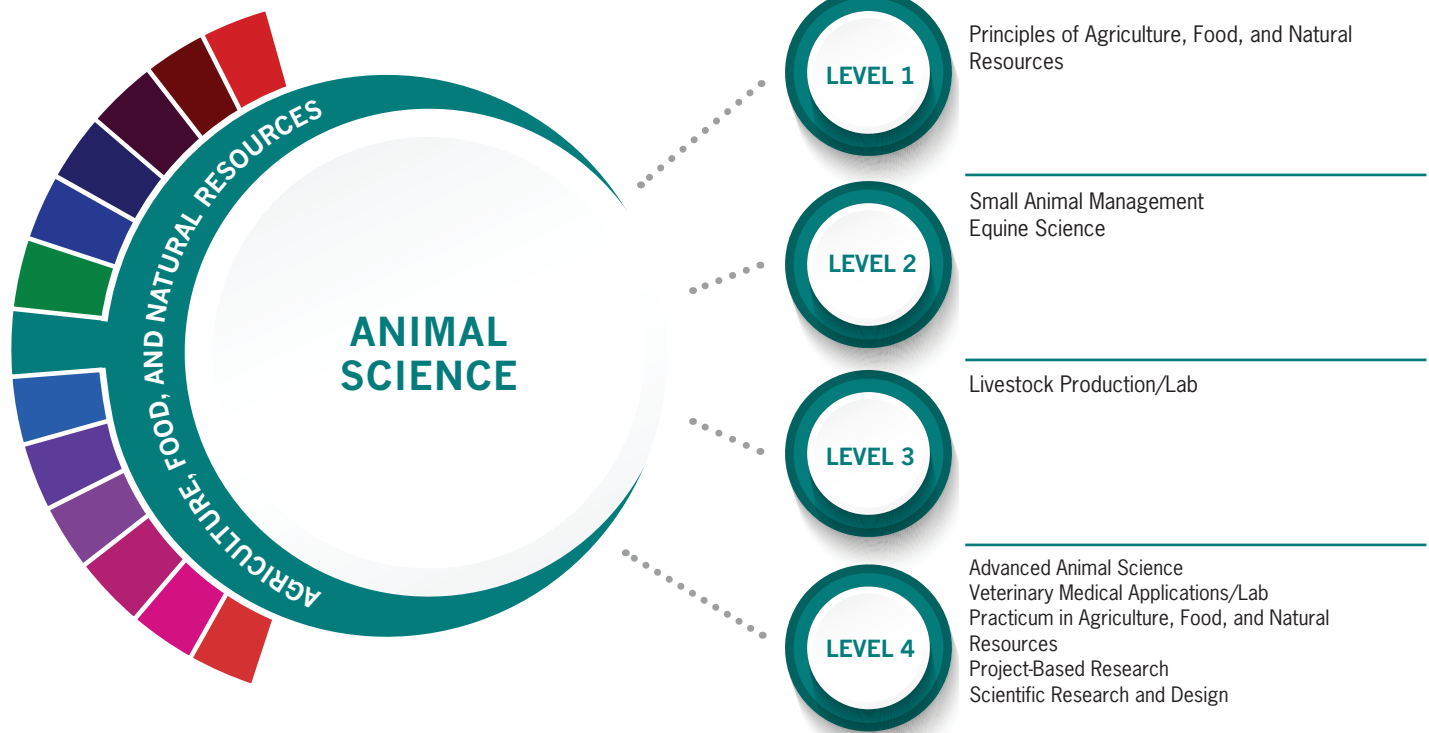 AGRICULTURE, FOOD, AND NATURAL RESOURCES
ANIMAL
SCIENCE
LEVEL 1
Principles of Agriculture, Food, and Natural
Resources
LEVEL 2
Small Animal Management
Equine Science
LEVEL 3
Livestock Production/Lab
LEVEL 4
Advanced Animal Science
Veterinary Medical Applications/Lab
Practicum in Agriculture, Food, and Natural
Resources
Project-Based Research
Scientific Research and Design